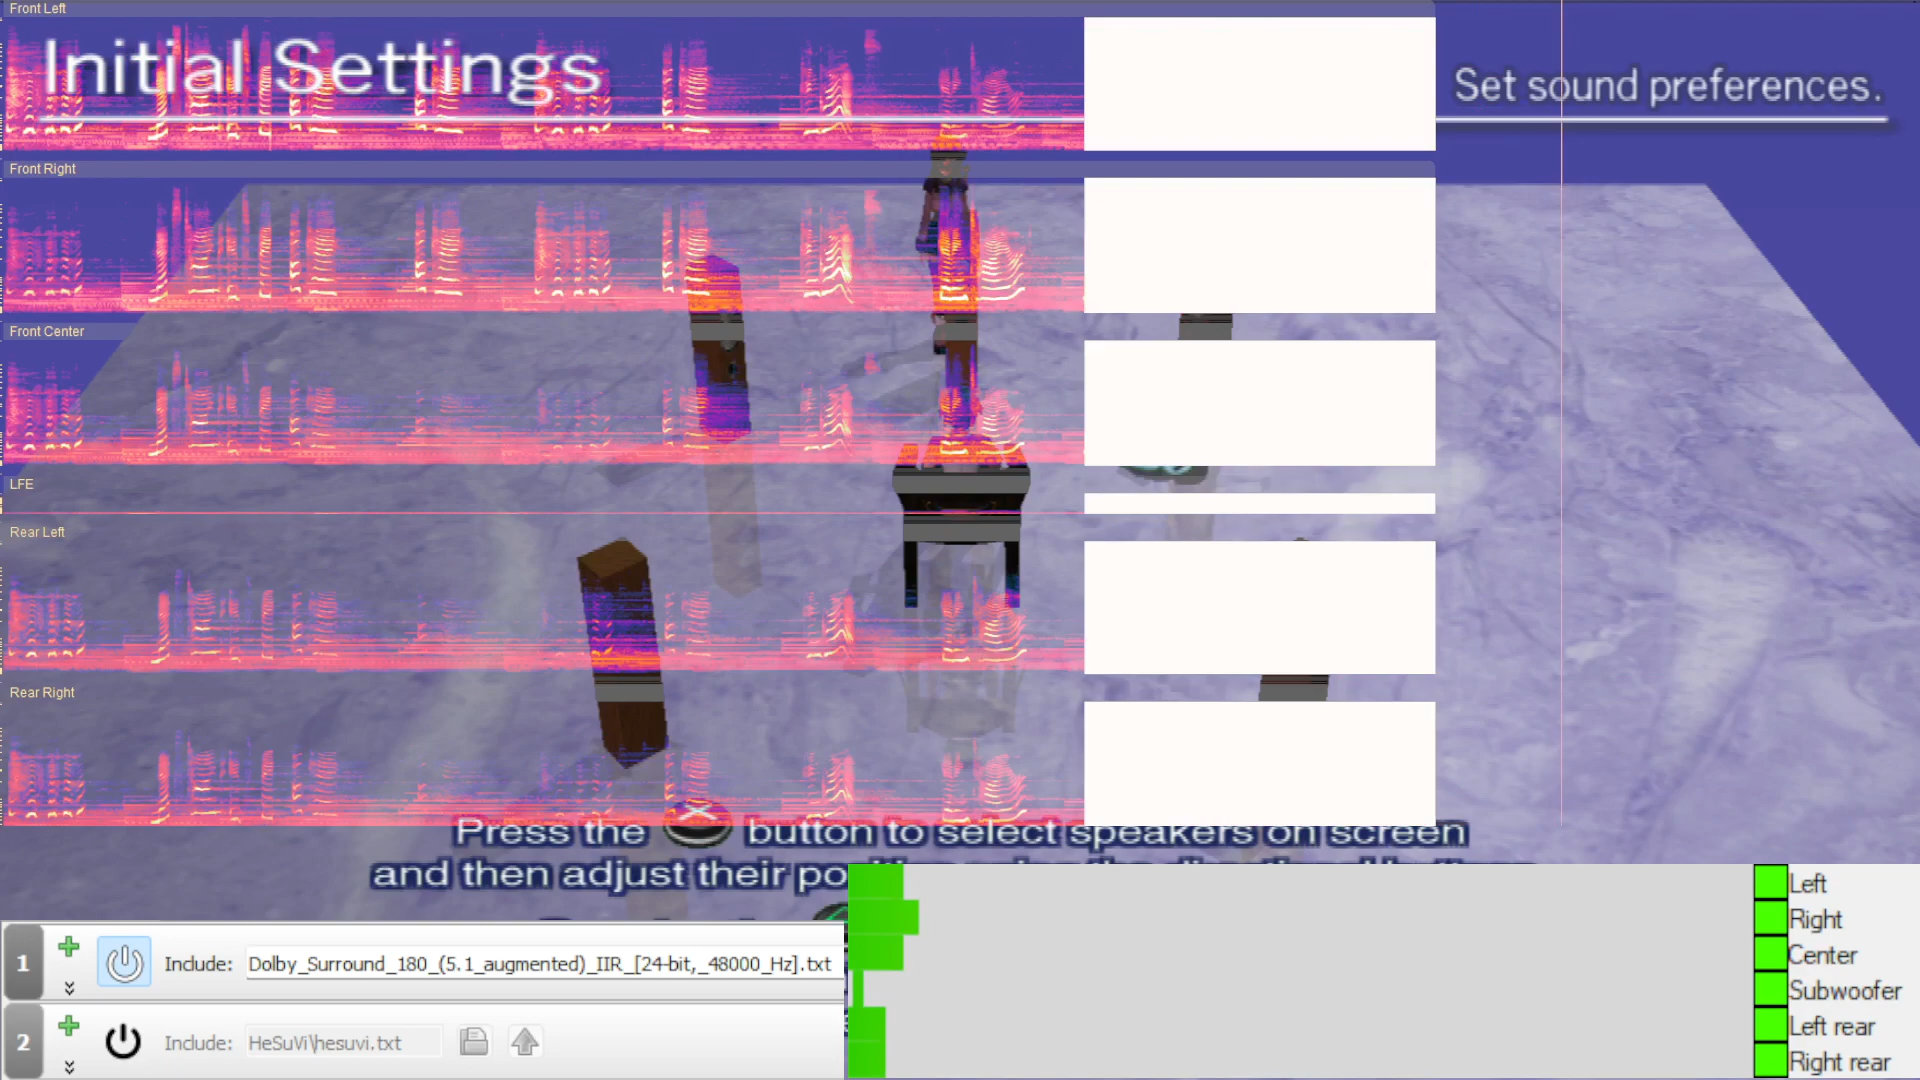 Front Left
Initial Settings
Set sound preferences.
Front Right
Front Center
LFE
Rear Left
Rear Right
Press the button to select speakers on screen
and then adjust their
1
Include:
Dolby_Surround_180_(5.1_augmented)_IIR_[24-bit,_48000_Hz].txt
2
Include:
HeSuVi\hesuvi.txt
Left
Right
Center
Subwoofer
Left rear
Right rear